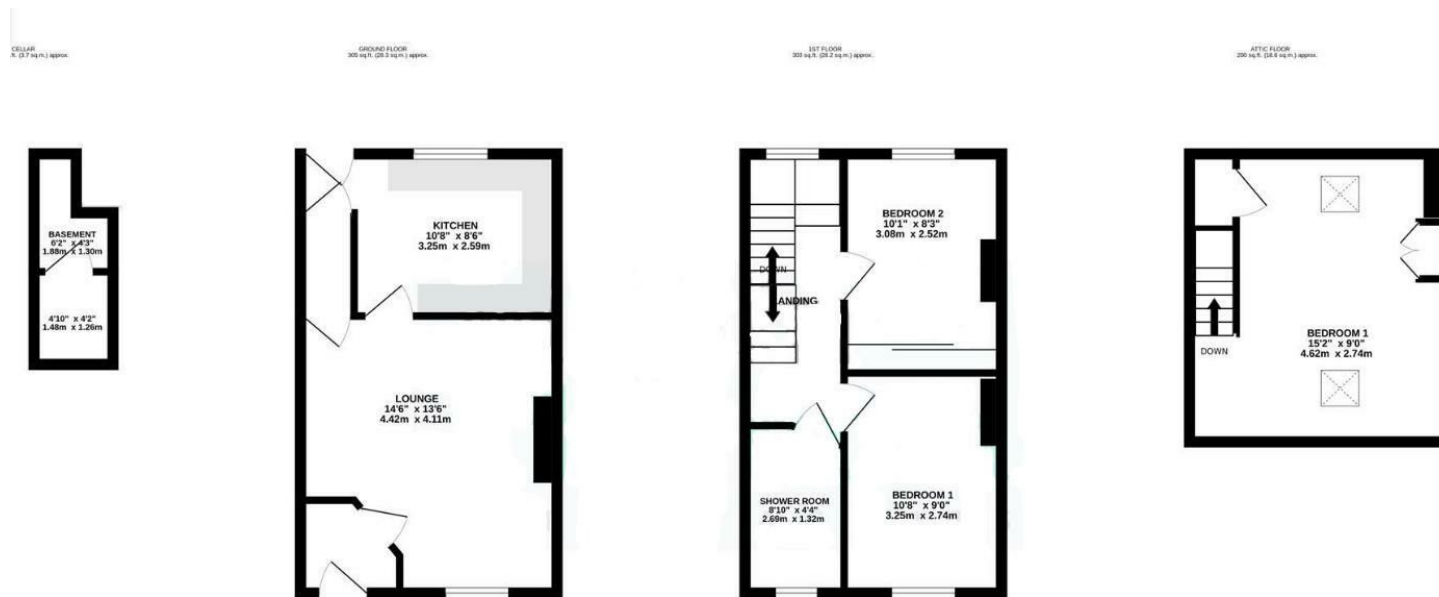 CELLAR
.ft. (3.7 sq.m.) approx.
BASEMENT
6'2" x 4'3"
1.88m x 1.30m
4'10" x 4'2"
1.48m x 1.26m
GROUND FLOOR
305 sq.ft. (28.3 sq.m.) approx.
KITCHEN
10'8" x 8'6"
3.25m x 2.59m
LOUNGE
14'6" x 13'6"
4.42m x 4.11m
1ST FLOOR
303 sq.ft. (28.2 sq.m.) approx.
BEDROOM 2
10'1" x 8'3"
3.08m x 2.52m
DOWN
LANDING
SHOWER ROOM
8'10" x 4'4"
2.69m x 1.32m
BEDROOM 1
10'8" x 9'0"
3.25m x 2.74m
ATTIC FLOOR
200 sq.ft. (18.6 sq.m.) approx.
BEDROOM 1
15'2" x 9'0"
4.62m x 2.74m
DOWN